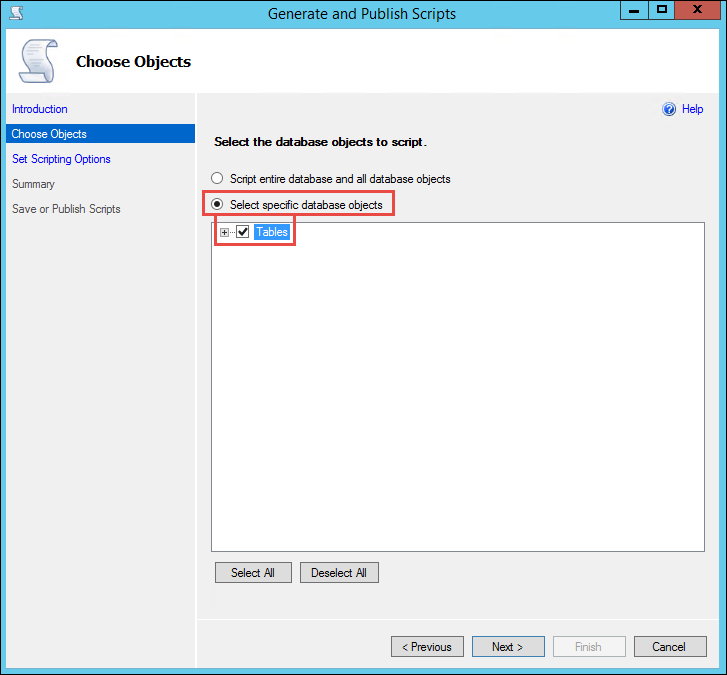 Generate and Publish Scripts
Choose Objects
Introduction
Choose Objects
Set Scripting Options
Summary
Save or Publish Scripts
Help
Select the database objects to script.
Script entire database and all database objects
Select specific database objects
Tables
Select All
Deselect All
< Previous
Next >
Finish
Cancel